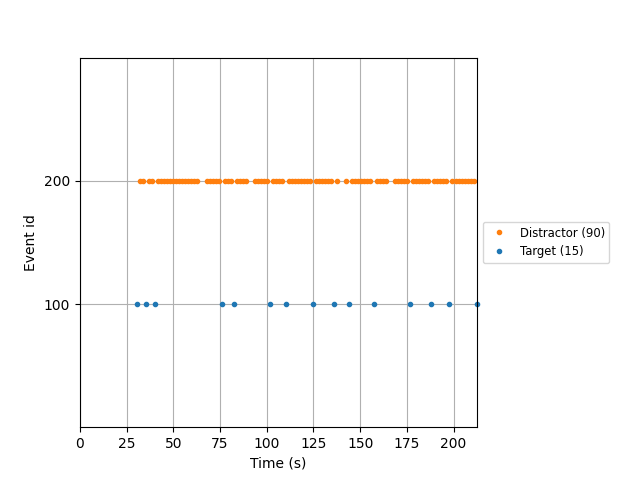 200
100
Event id
0 25 50 75 100 125 150 175 200
Time (s)
Distractor (90)
Target (15)